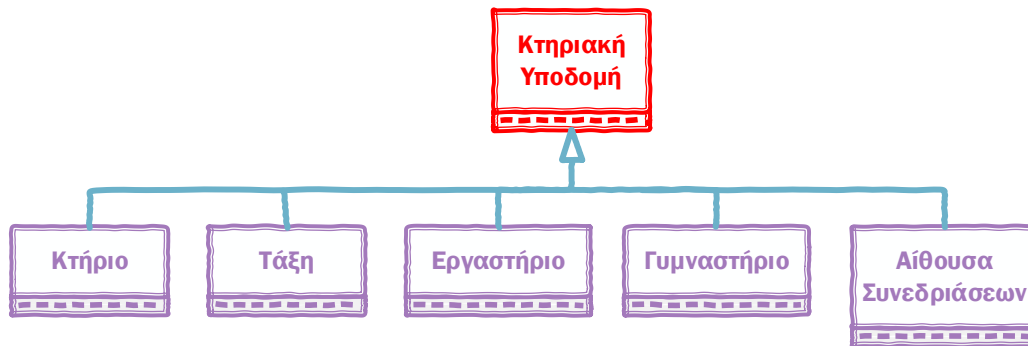 Κτηριακή
Υποδομή
Κτήριο
Τάξη
Εργαστήριο
Γυμναστήριο
Αίθουσα
Συνεδριάσεων